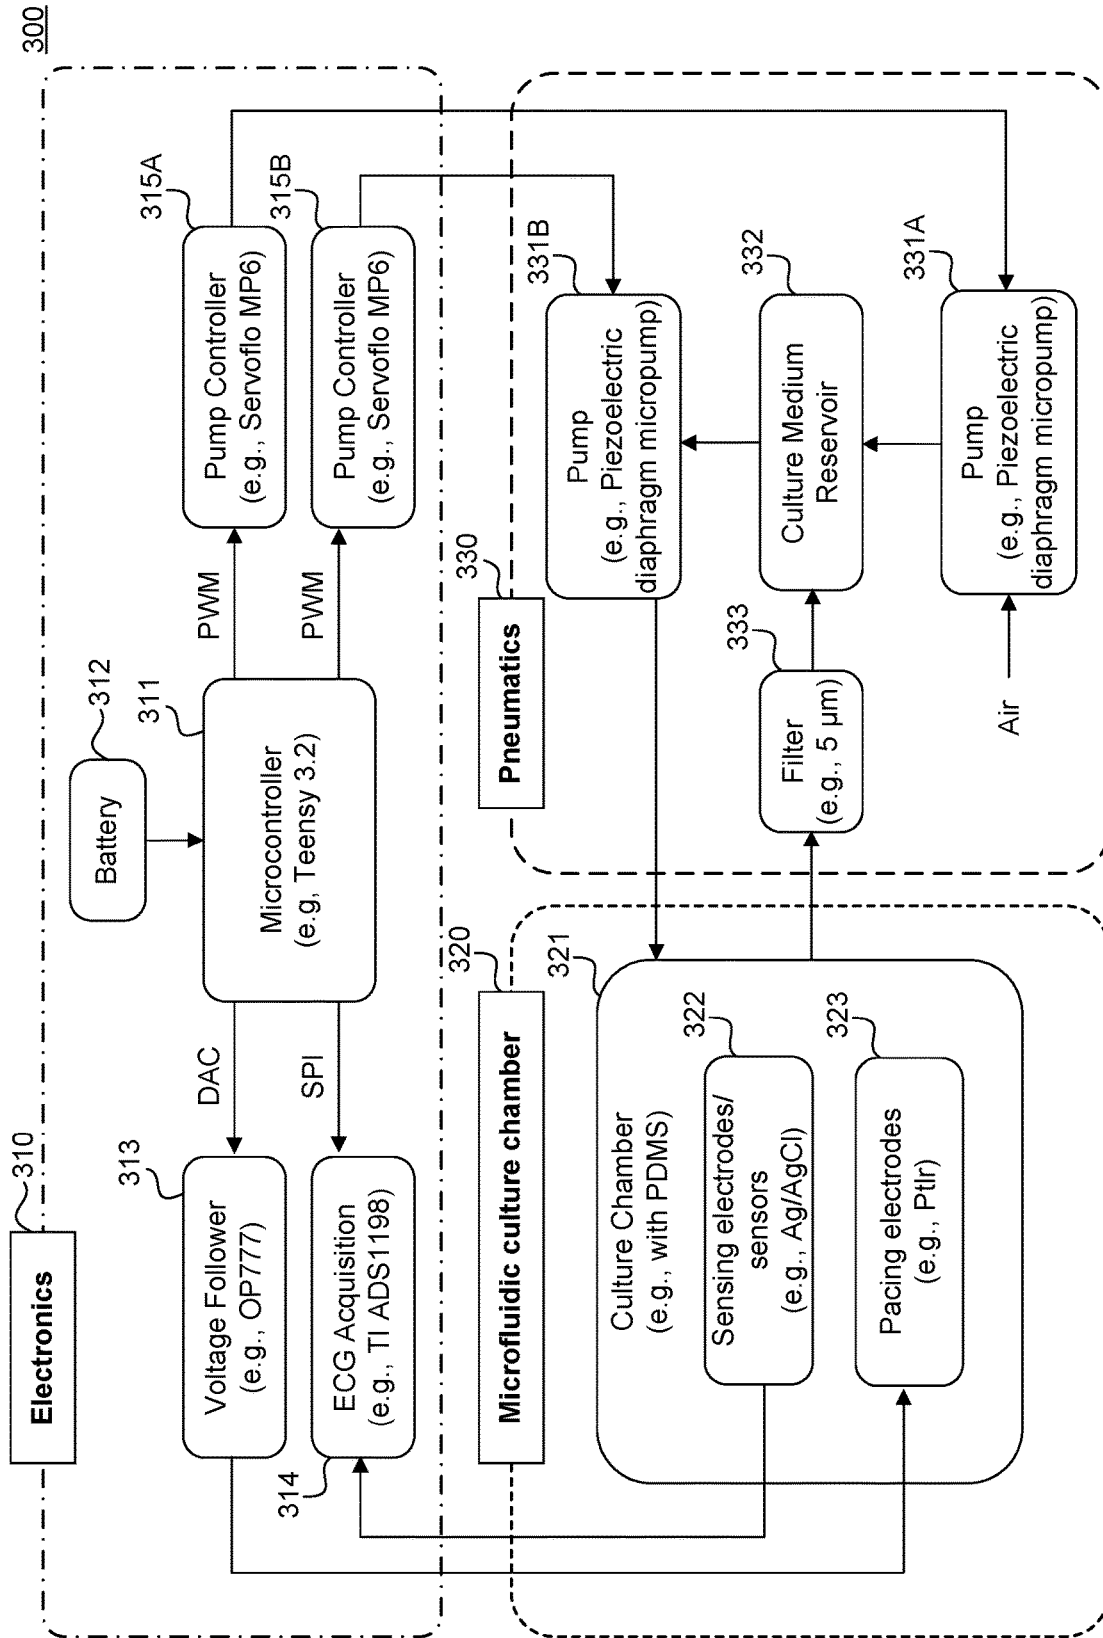 300
Electronics
310
Battery
312
Microcontroller
(e.g, Teensy 3.2)
311
DAC
SPI
PWM
PWM
Voltage Follower
(e.g., OP777)
313
ECG Acquisition
(e.g., TI ADS1198)
314
Pump Controller
(e.g., Servoflo MP6)
315A
Pump Controller
(e.g., Servoflo MP6)
315B
Microfluidic culture chamber
320
Culture Chamber
(e.g., with PDMS)
321
Sensing electrodes/
sensors
(e.g., Ag/AgCl)
322
Pacing electrodes
(e.g., PtIr)
323
Pneumatics
330
Pump
(e.g., Piezoelectric
diaphragm micropump)
331B
Culture Medium
Reservoir
332
Filter
(e.g., 5 µm)
333
Pump
(e.g., Piezoelectric
diaphragm micropump)
331A
Air